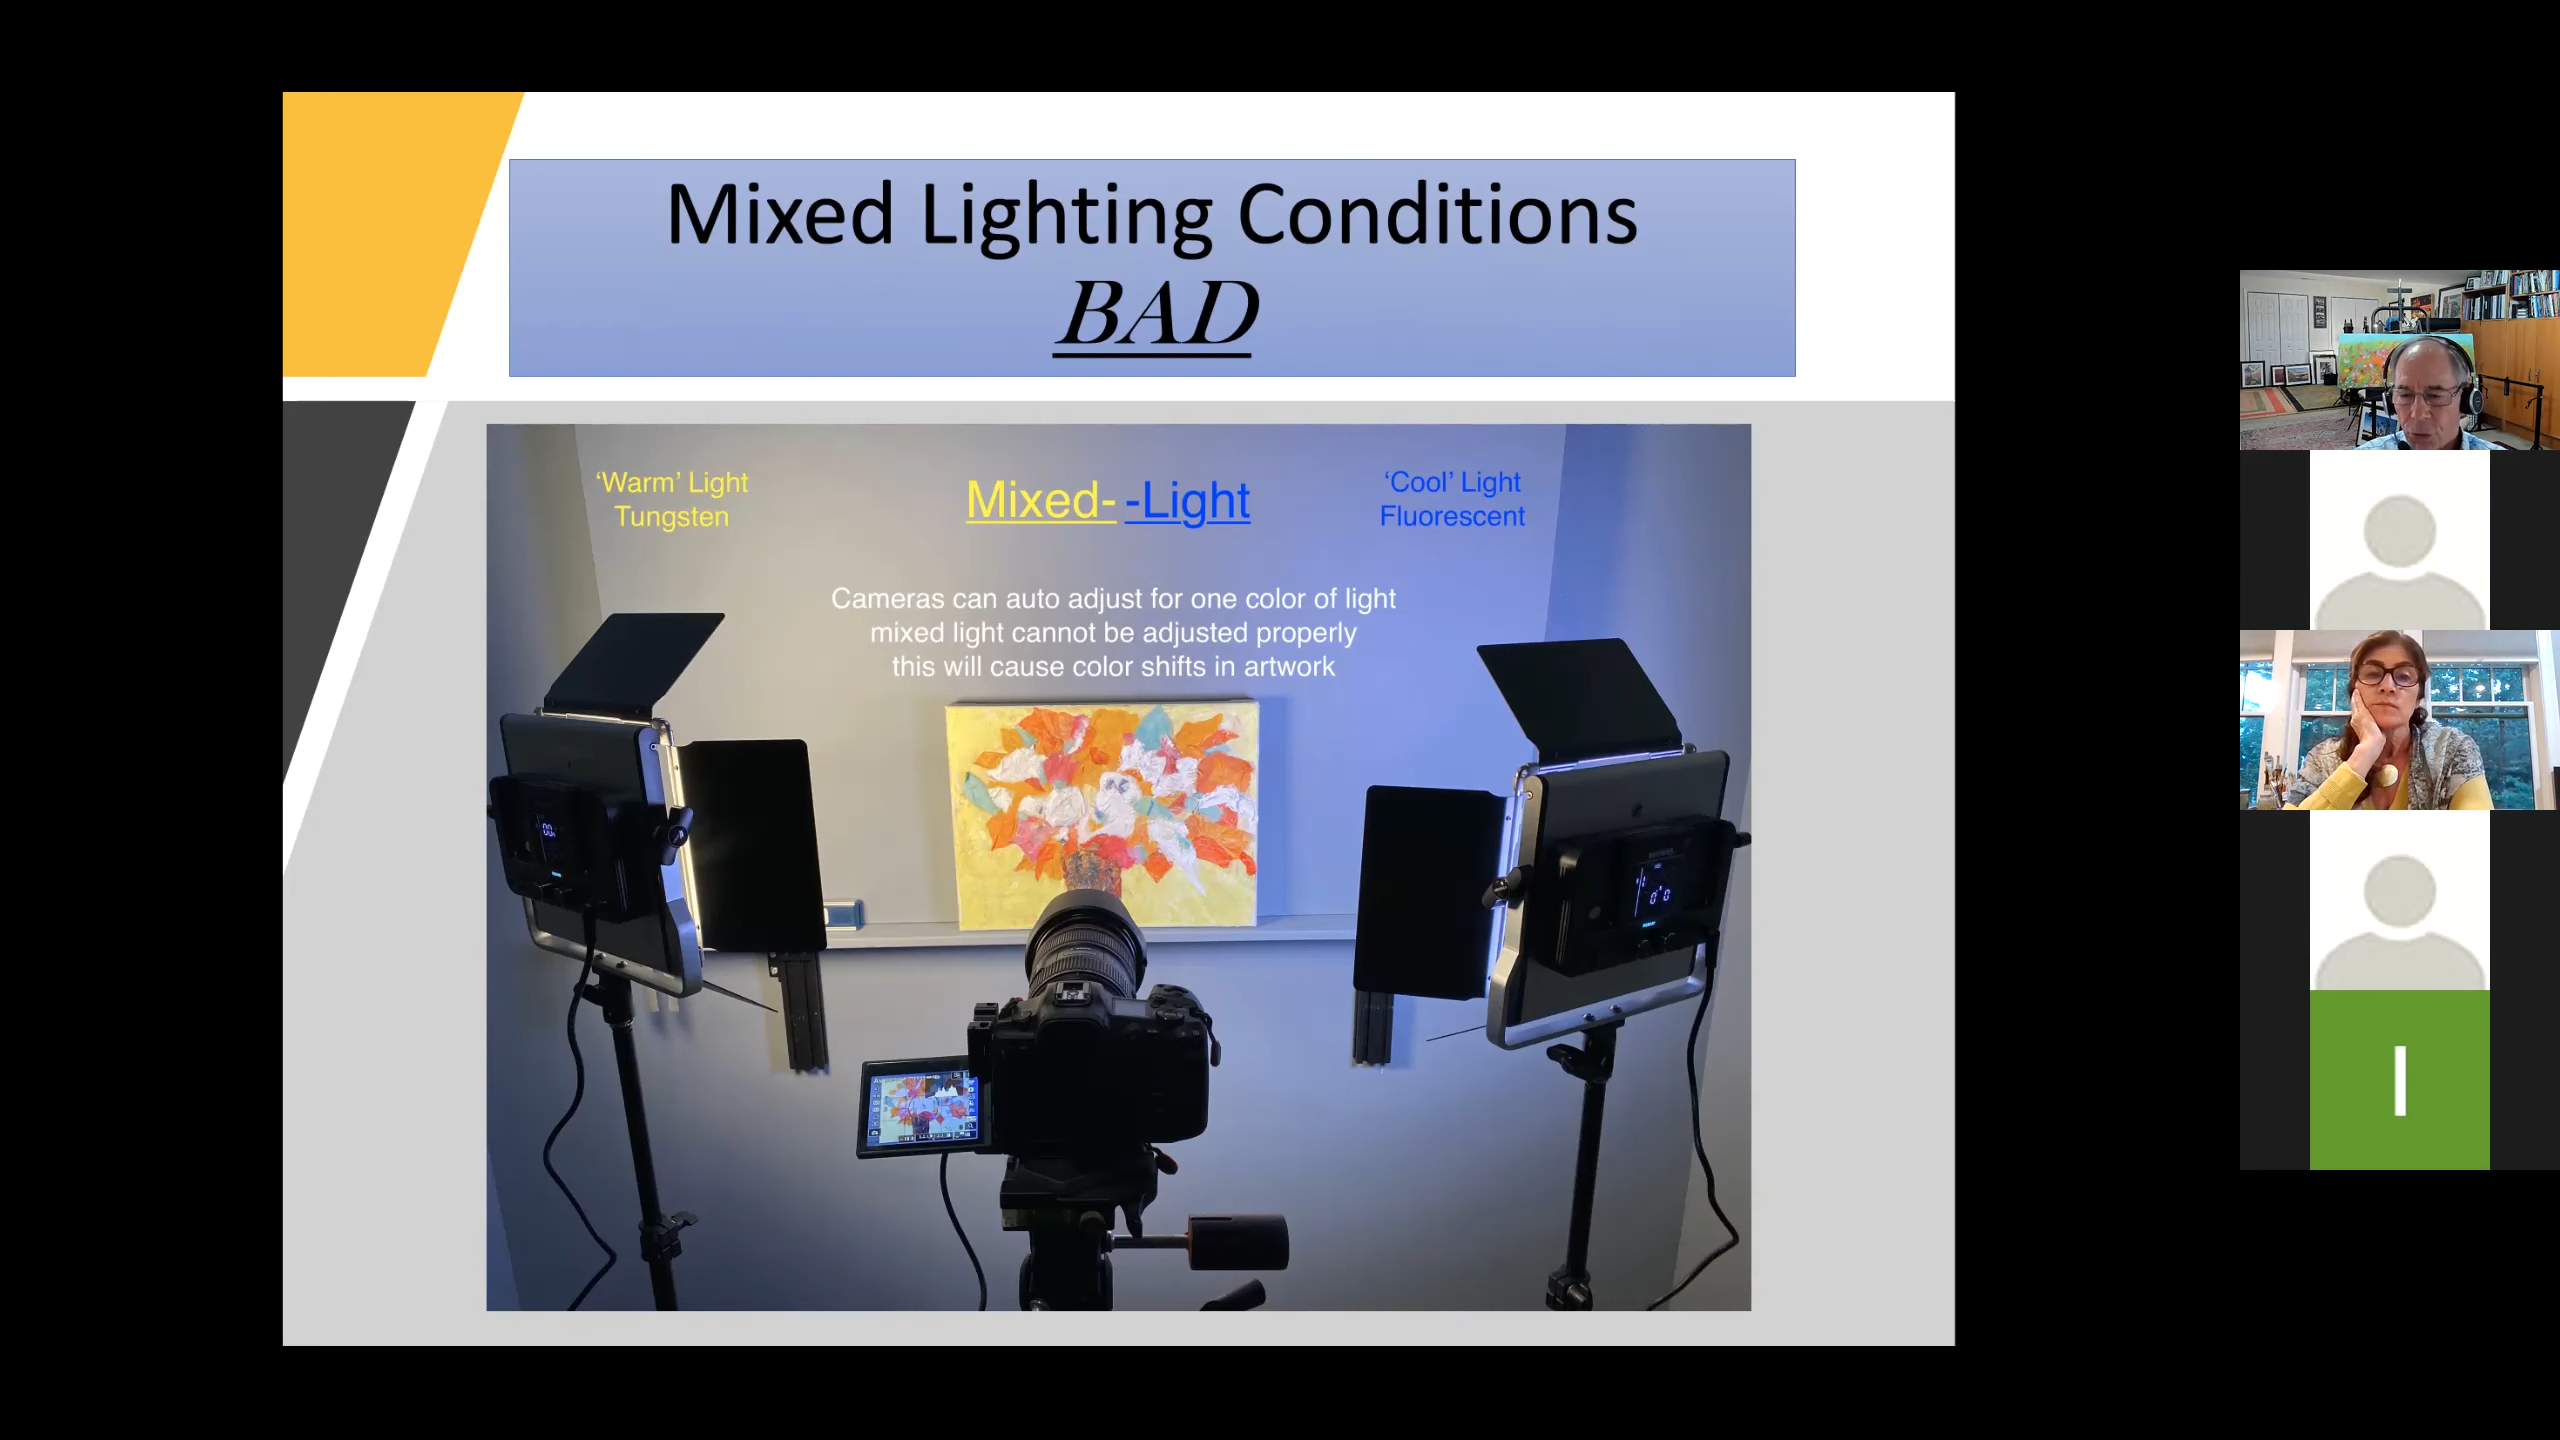 Mixed Lighting Conditions
BAD
‘Warm’ Light
Tungsten
Mixed- -Light
‘Cool’ Light
Fluorescent
Cameras can auto adjust for one color of light
mixed light cannot be adjusted properly
this will cause color shifts in artwork
I